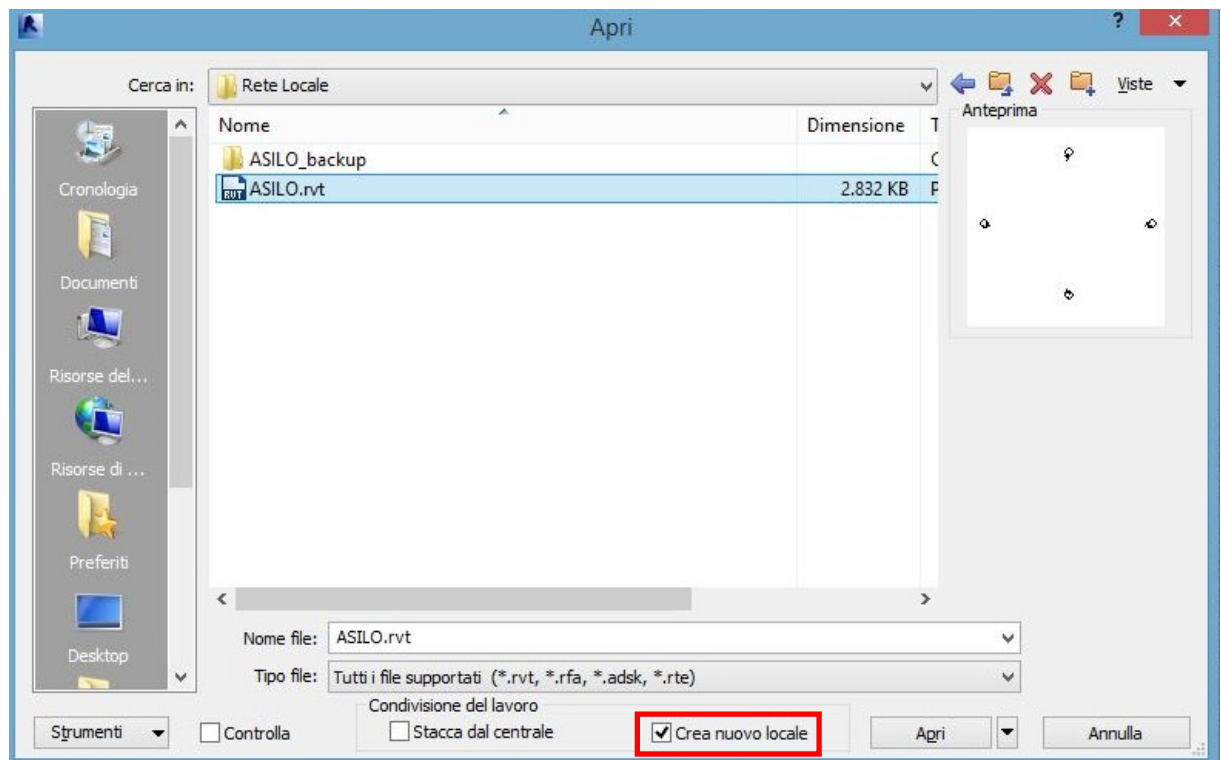 Apri
?
Cerca in: Rete Locale
Viste
Nome Dimensione T
ASILO_backup
RVT ASILO.rvt 2.832 KB P
Anteprima
Cronologia
Documenti
Risorse del...
Risorse di ...
Preferiti
Desktop
Nome file: ASILO.rvt
Tipo file: Tutti i file supportati (*.rvt, *.rfa, *.adsk, *.rte)
Condivisione del lavoro
Strumenti Controlla Stacca dal centrale Crea nuovo locale Apri Annulla